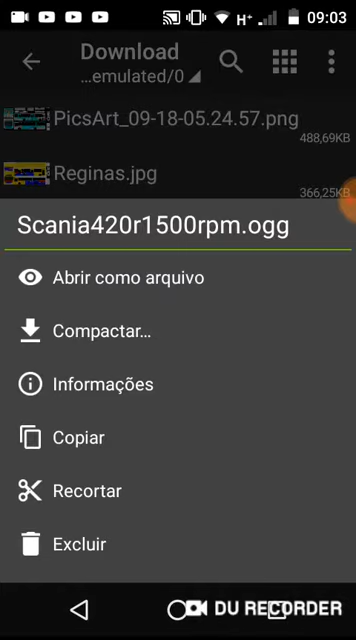 H+
09:03
Download
...emulated/0
PicsArt_09-18-05.24.57.png
488,69KB
Reginas.jpg
366,25KB
Scania420r1500rpm.ogg
Abrir como arquivo
Compactar...
Informações
Copiar
Recortar
Excluir
DU RECORDER